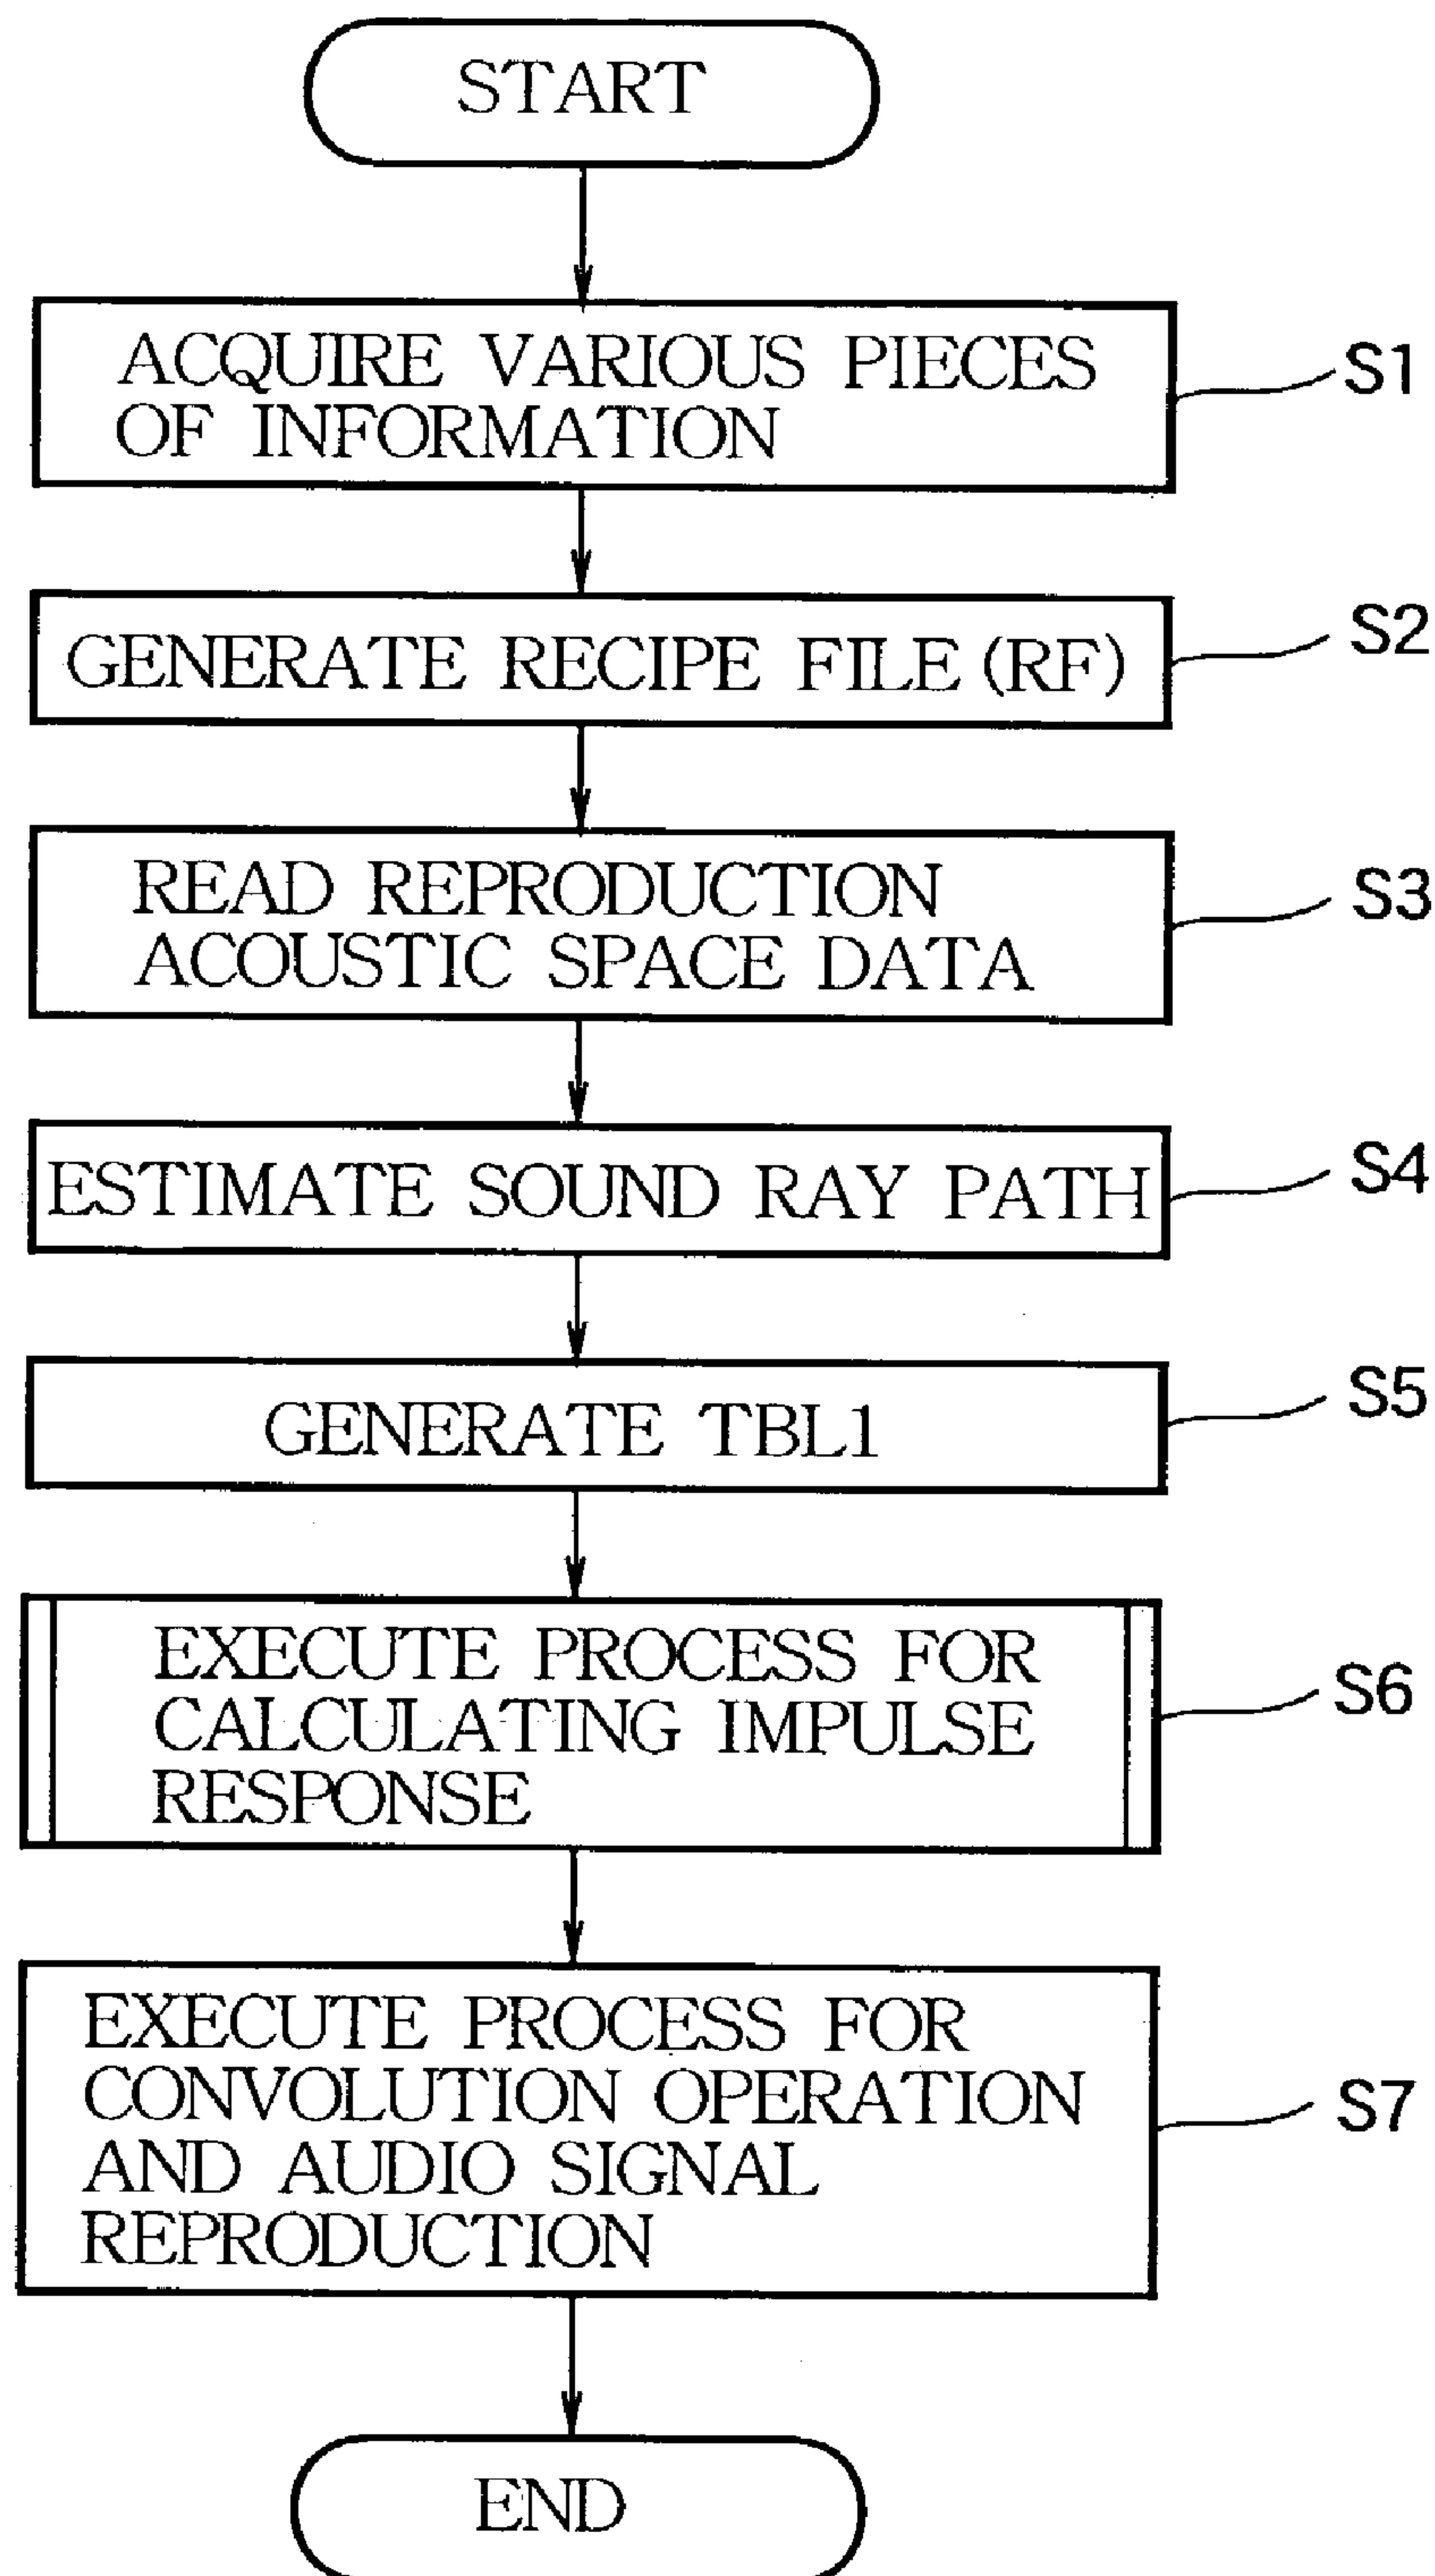 START
ACQUIRE VARIOUS PIECES
OF INFORMATION
S1
GENERATE RECIPE FILE (RF)
S2
READ REPRODUCTION
ACOUSTIC SPACE DATA
S3
ESTIMATE SOUND RAY PATH
S4
GENERATE TBL1
S5
EXECUTE PROCESS FOR
CALCULATING IMPULSE
RESPONSE
S6
EXECUTE PROCESS FOR
CONVOLUTION OPERATION
AND AUDIO SIGNAL
REPRODUCTION
S7
END